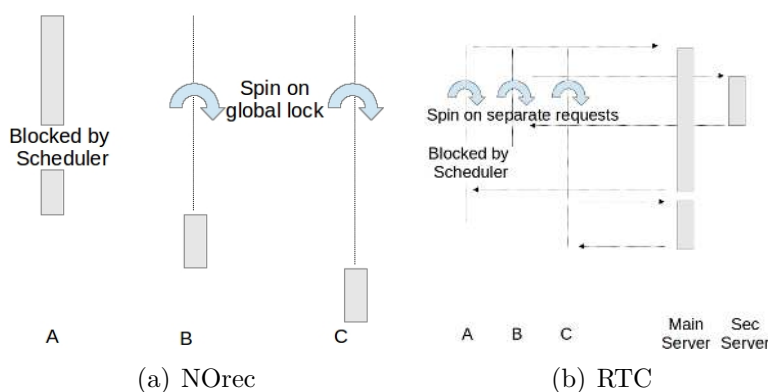 Blocked by
Scheduler
Spin on
global lock
A
B
C
(a) NOrec
Spin on separate requests
Blocked by
Scheduler
A
B
C
Main
Server
Sec
Server
(b) RTC